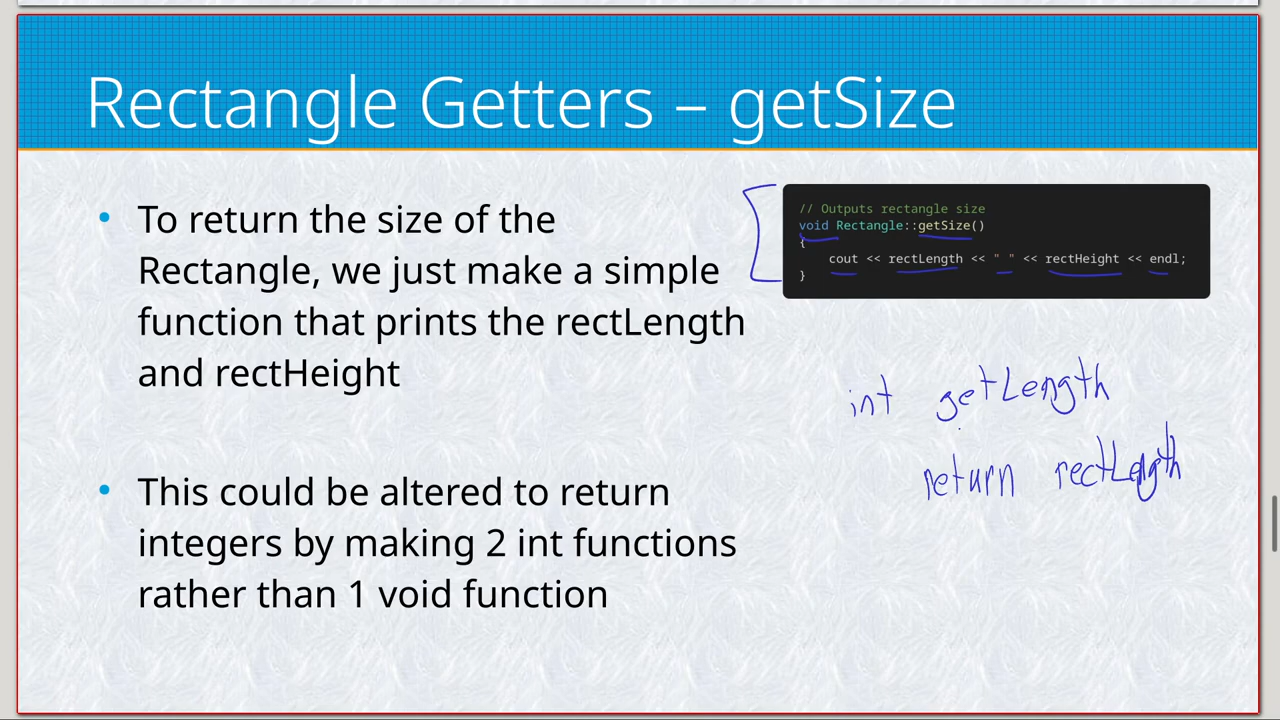 Rectangle Getters – getSize
• To return the size of the
Rectangle, we just make a simple
function that prints the rectLength
and rectHeight
• This could be altered to return
integers by making 2 int functions
rather than 1 void function
// Outputs rectangle size
void Rectangle::getSize()
{
cout << rectLength << " " << rectHeight << endl;
}
int getLength
return rectLength